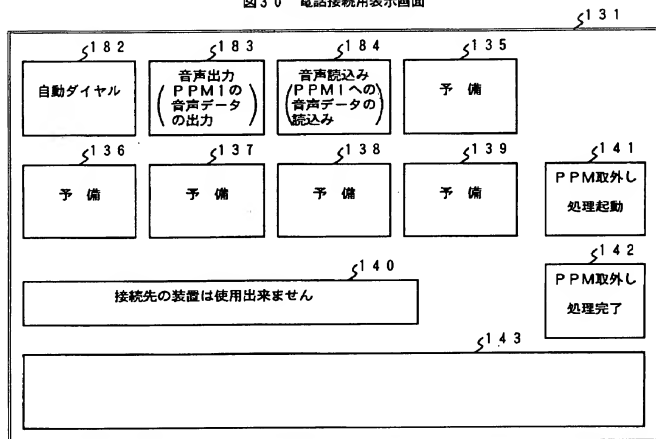 図30 電話接続用表示画面
131
182
183
184
135
自動ダイヤル
音声出力
(PPM1の
音声データ
の出力)
音声読込み
(PPM1への
音声データの
読込み)
予 備
136
137
138
139
141
予 備
予 備
予 備
予 備
PPM取外し
処理起動
140
142
接続先の装置は使用出来ません
PPM取外し
処理完了
143